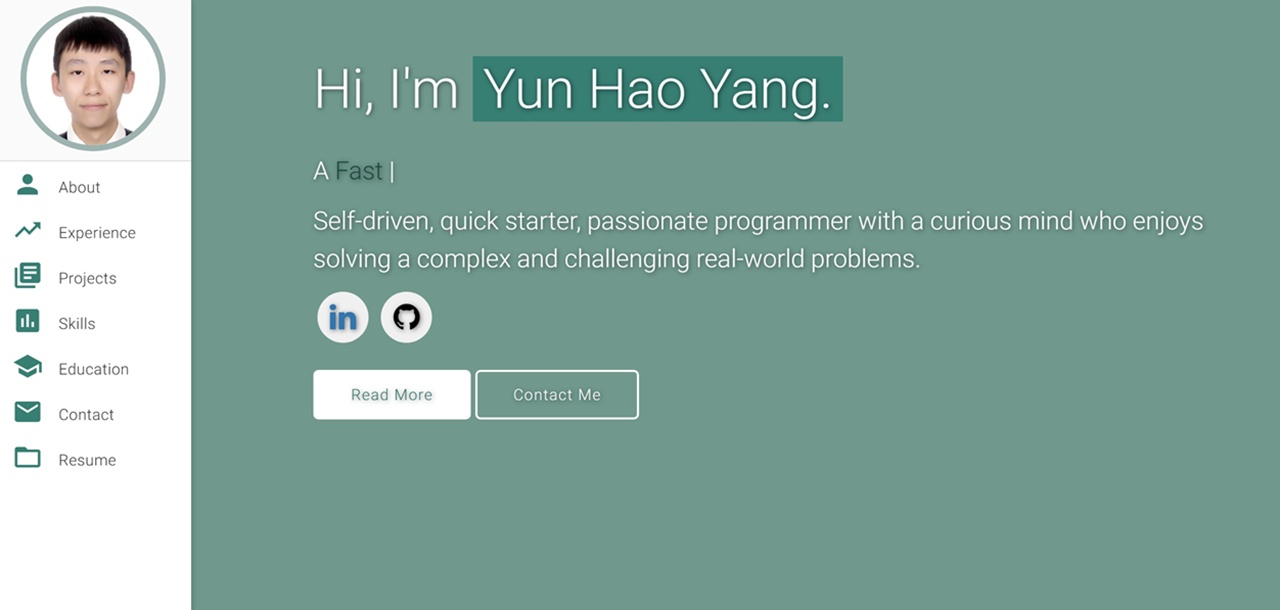 About
Experience
Projects
Skills
Education
Contact
Resume
Hi, I'm Yun Hao Yang.
A Fast |
Self-driven, quick starter, passionate programmer with a curious mind who enjoys
solving a complex and challenging real-world problems.
in
Read More
Contact Me